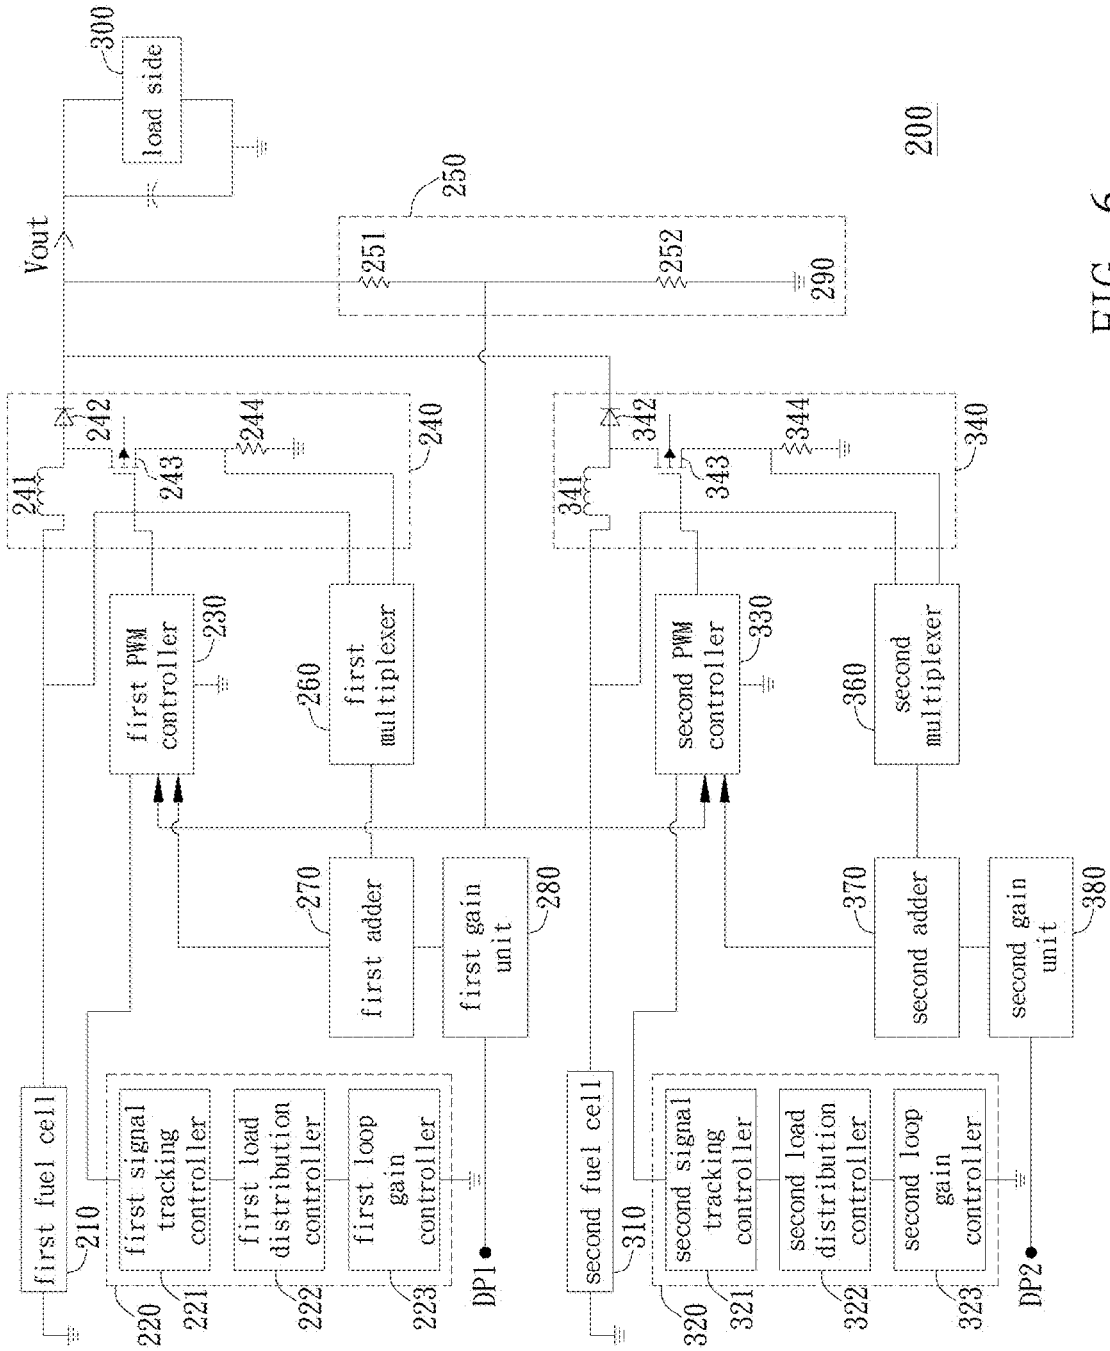 300
load side
Vout
200
250
251
252
290
FIG. 6
241
242
243
244
240
first PWM
controller
230
260
first
multiplexer
270
first adder
first gain
unit
280
first fuel cell
210
first signal
tracking
controller
first load
distribution
controller
first loop
gain
controller
220
221
222
223
DP1
341
342
343
344
340
second PWM
controller
330
360
second
multiplexer
370
second adder
second gain
unit
380
second fuel cell
310
second signal
tracking
controller
second load
distribution
controller
second loop
gain
controller
320
321
322
323
DP2